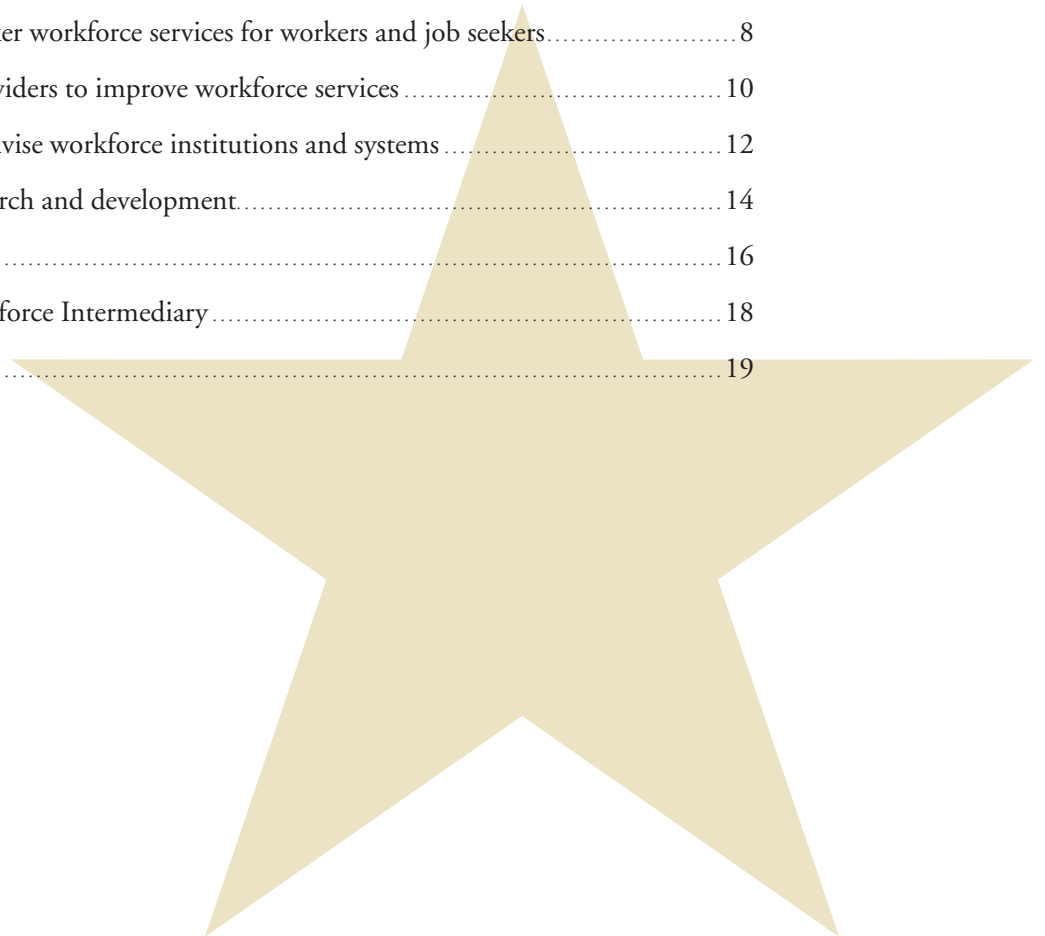 er workforce services for workers and job seekers........................8
viders to improve workforce services........................................10
vise workforce institutions and systems...................................12
rch and development.............................................................14
...........................................................................................16
force Intermediary................................................................18
...........................................................................................19